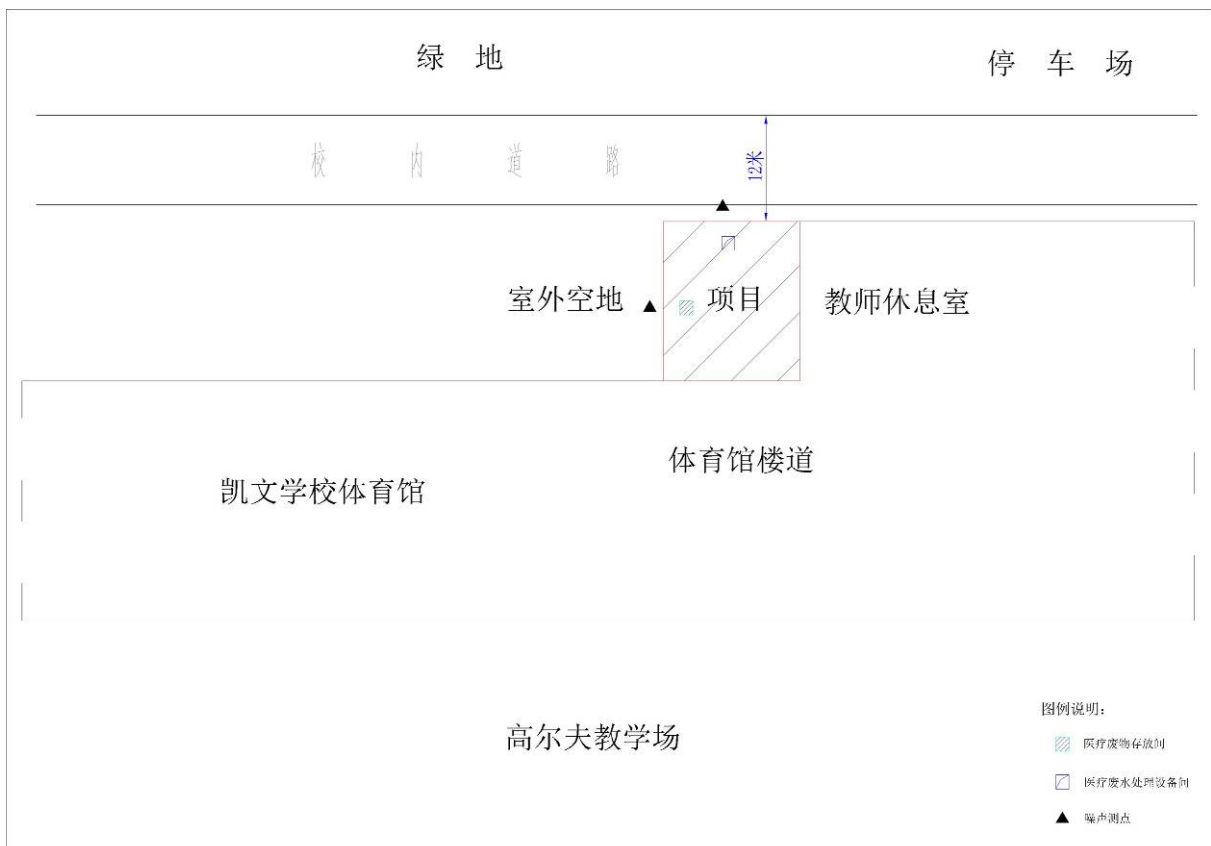 绿 地
停 车 场
校 内 道 路
12米
室外空地
项目
教师休息室
体育馆楼道
凯文学校体育馆
高尔夫教学场
图例说明：
医疗废物存放间
医疗废水处理设备间
噪声测点